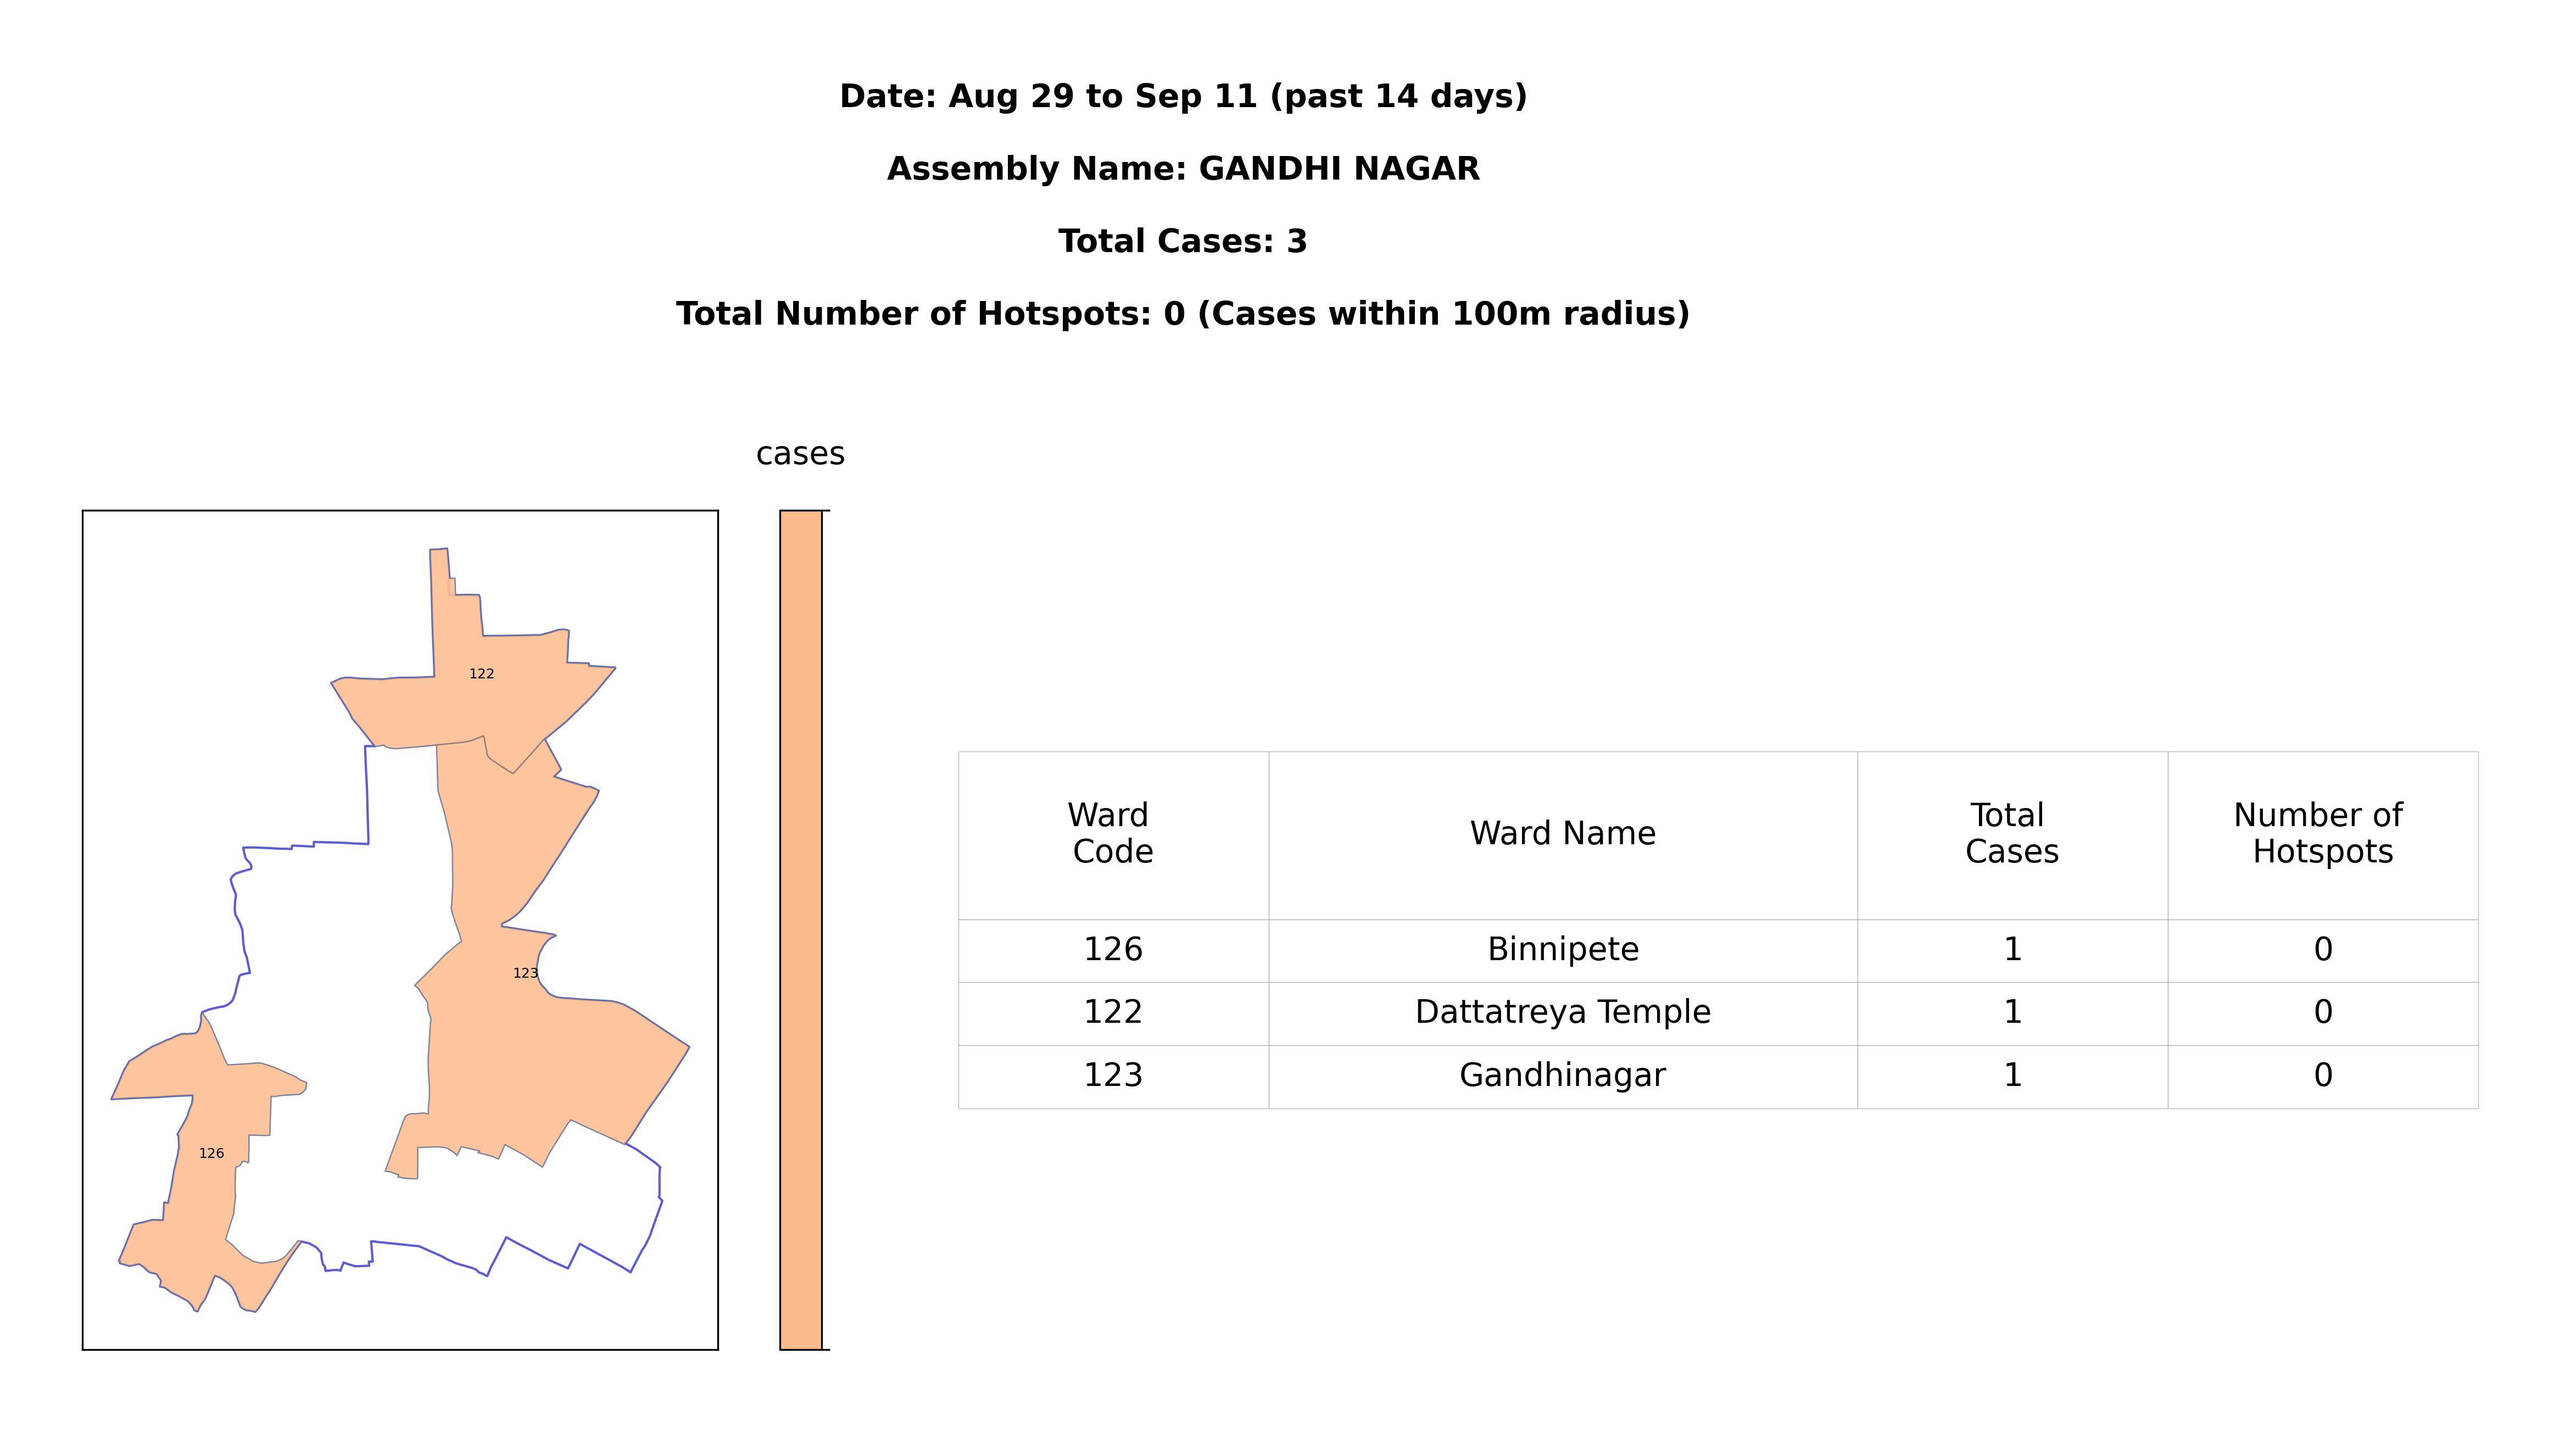 Date: Aug 29 to Sep 11 (past 14 days)
Assembly Name: GANDHI NAGAR
Total Cases: 3
Total Number of Hotspots: 0 (Cases within 100m radius)
cases
122
123
126
Ward Code Ward Name Total Cases Number of Hotspots
126 Binnipete 1 0
122 Dattatreya Temple 1 0
123 Gandhinagar 1 0